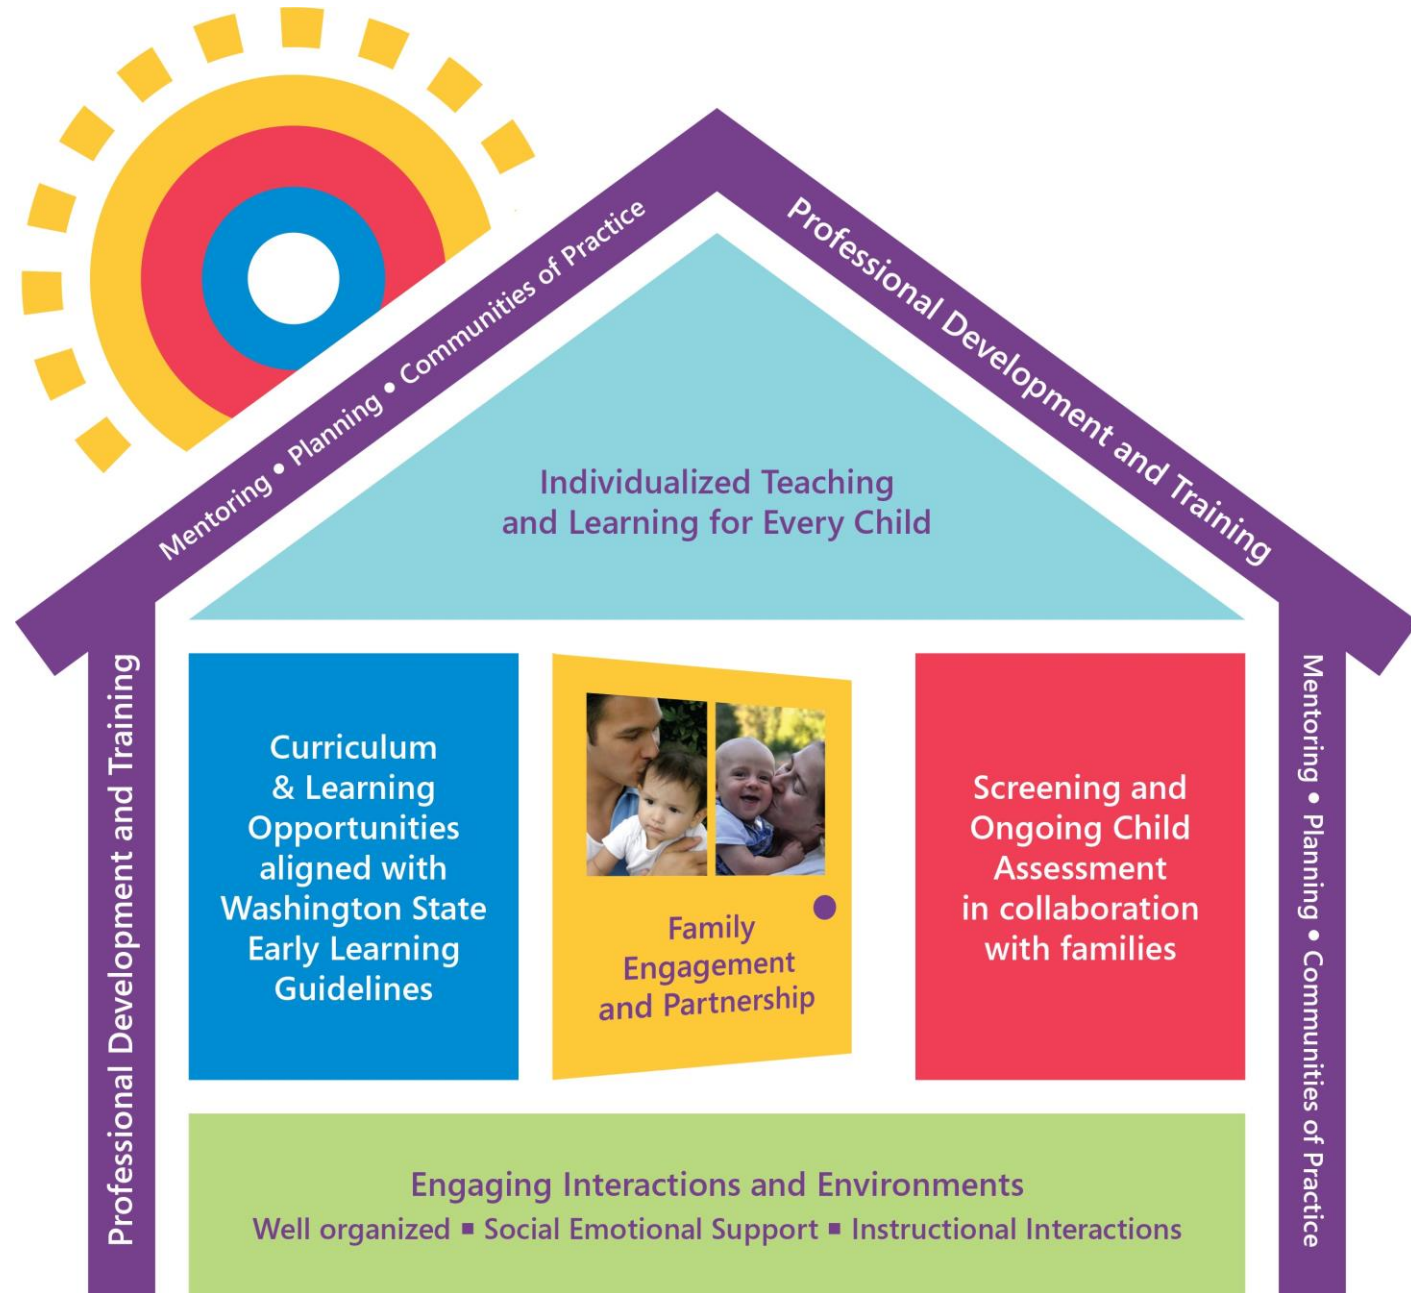 Mentoring • Planning • Communities of Practice
Professional Development and Training
Individualized Teaching
and Learning for Every Child
Professional Development and Training
Curriculum
& Learning
Opportunities
aligned with
Washington State
Early Learning
Guidelines
Family
Engagement
and Partnership
Screening and
Ongoing Child
Assessment
in collaboration
with families
Mentoring • Planning • Communities of Practice
Engaging Interactions and Environments
Well organized ▪ Social Emotional Support ▪ Instructional Interactions